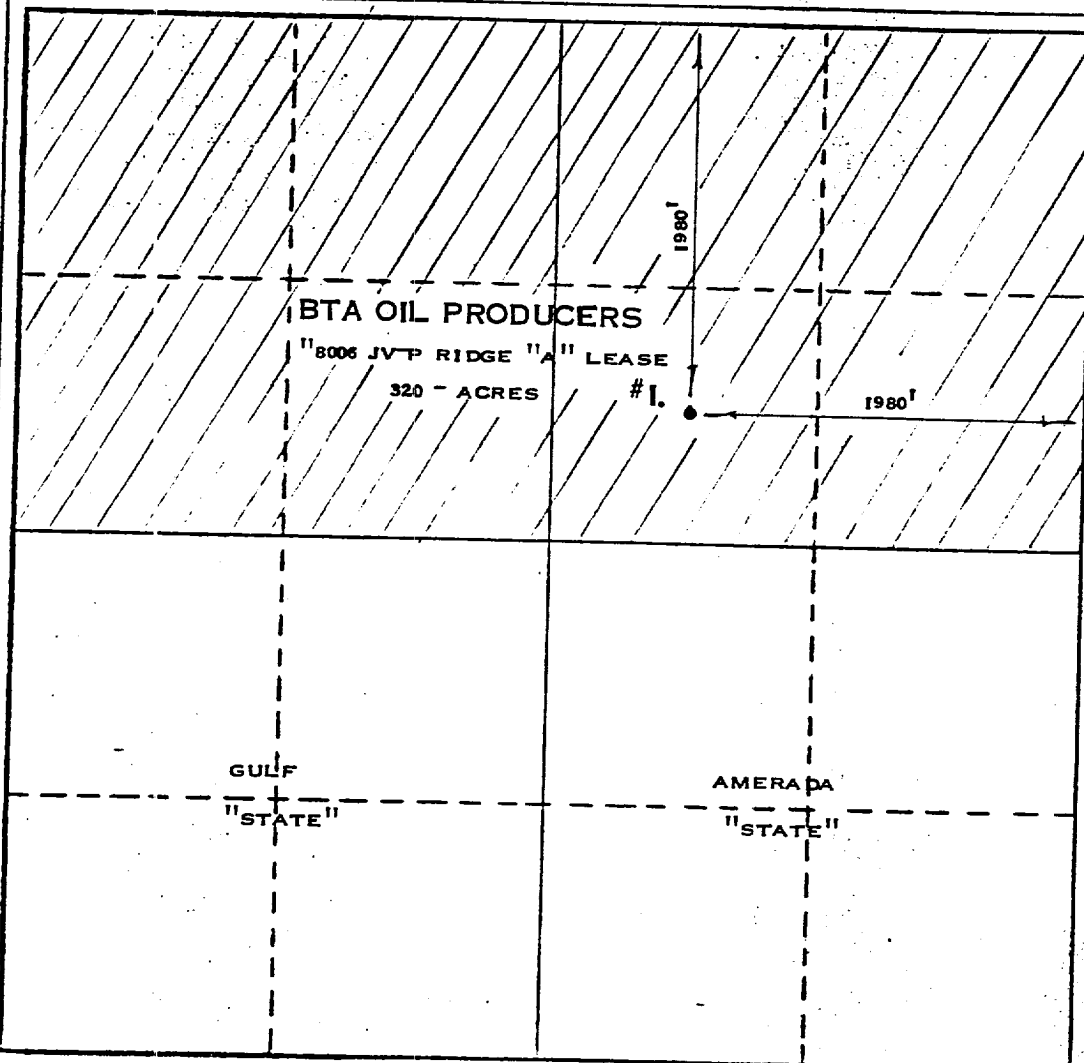 1980'
BTA OIL PRODUCERS
"8006 JV-P RIDGE "A" LEASE
320 - ACRES
#1.
1980'
GULF
"STATE"
AMERADA
"STATE"